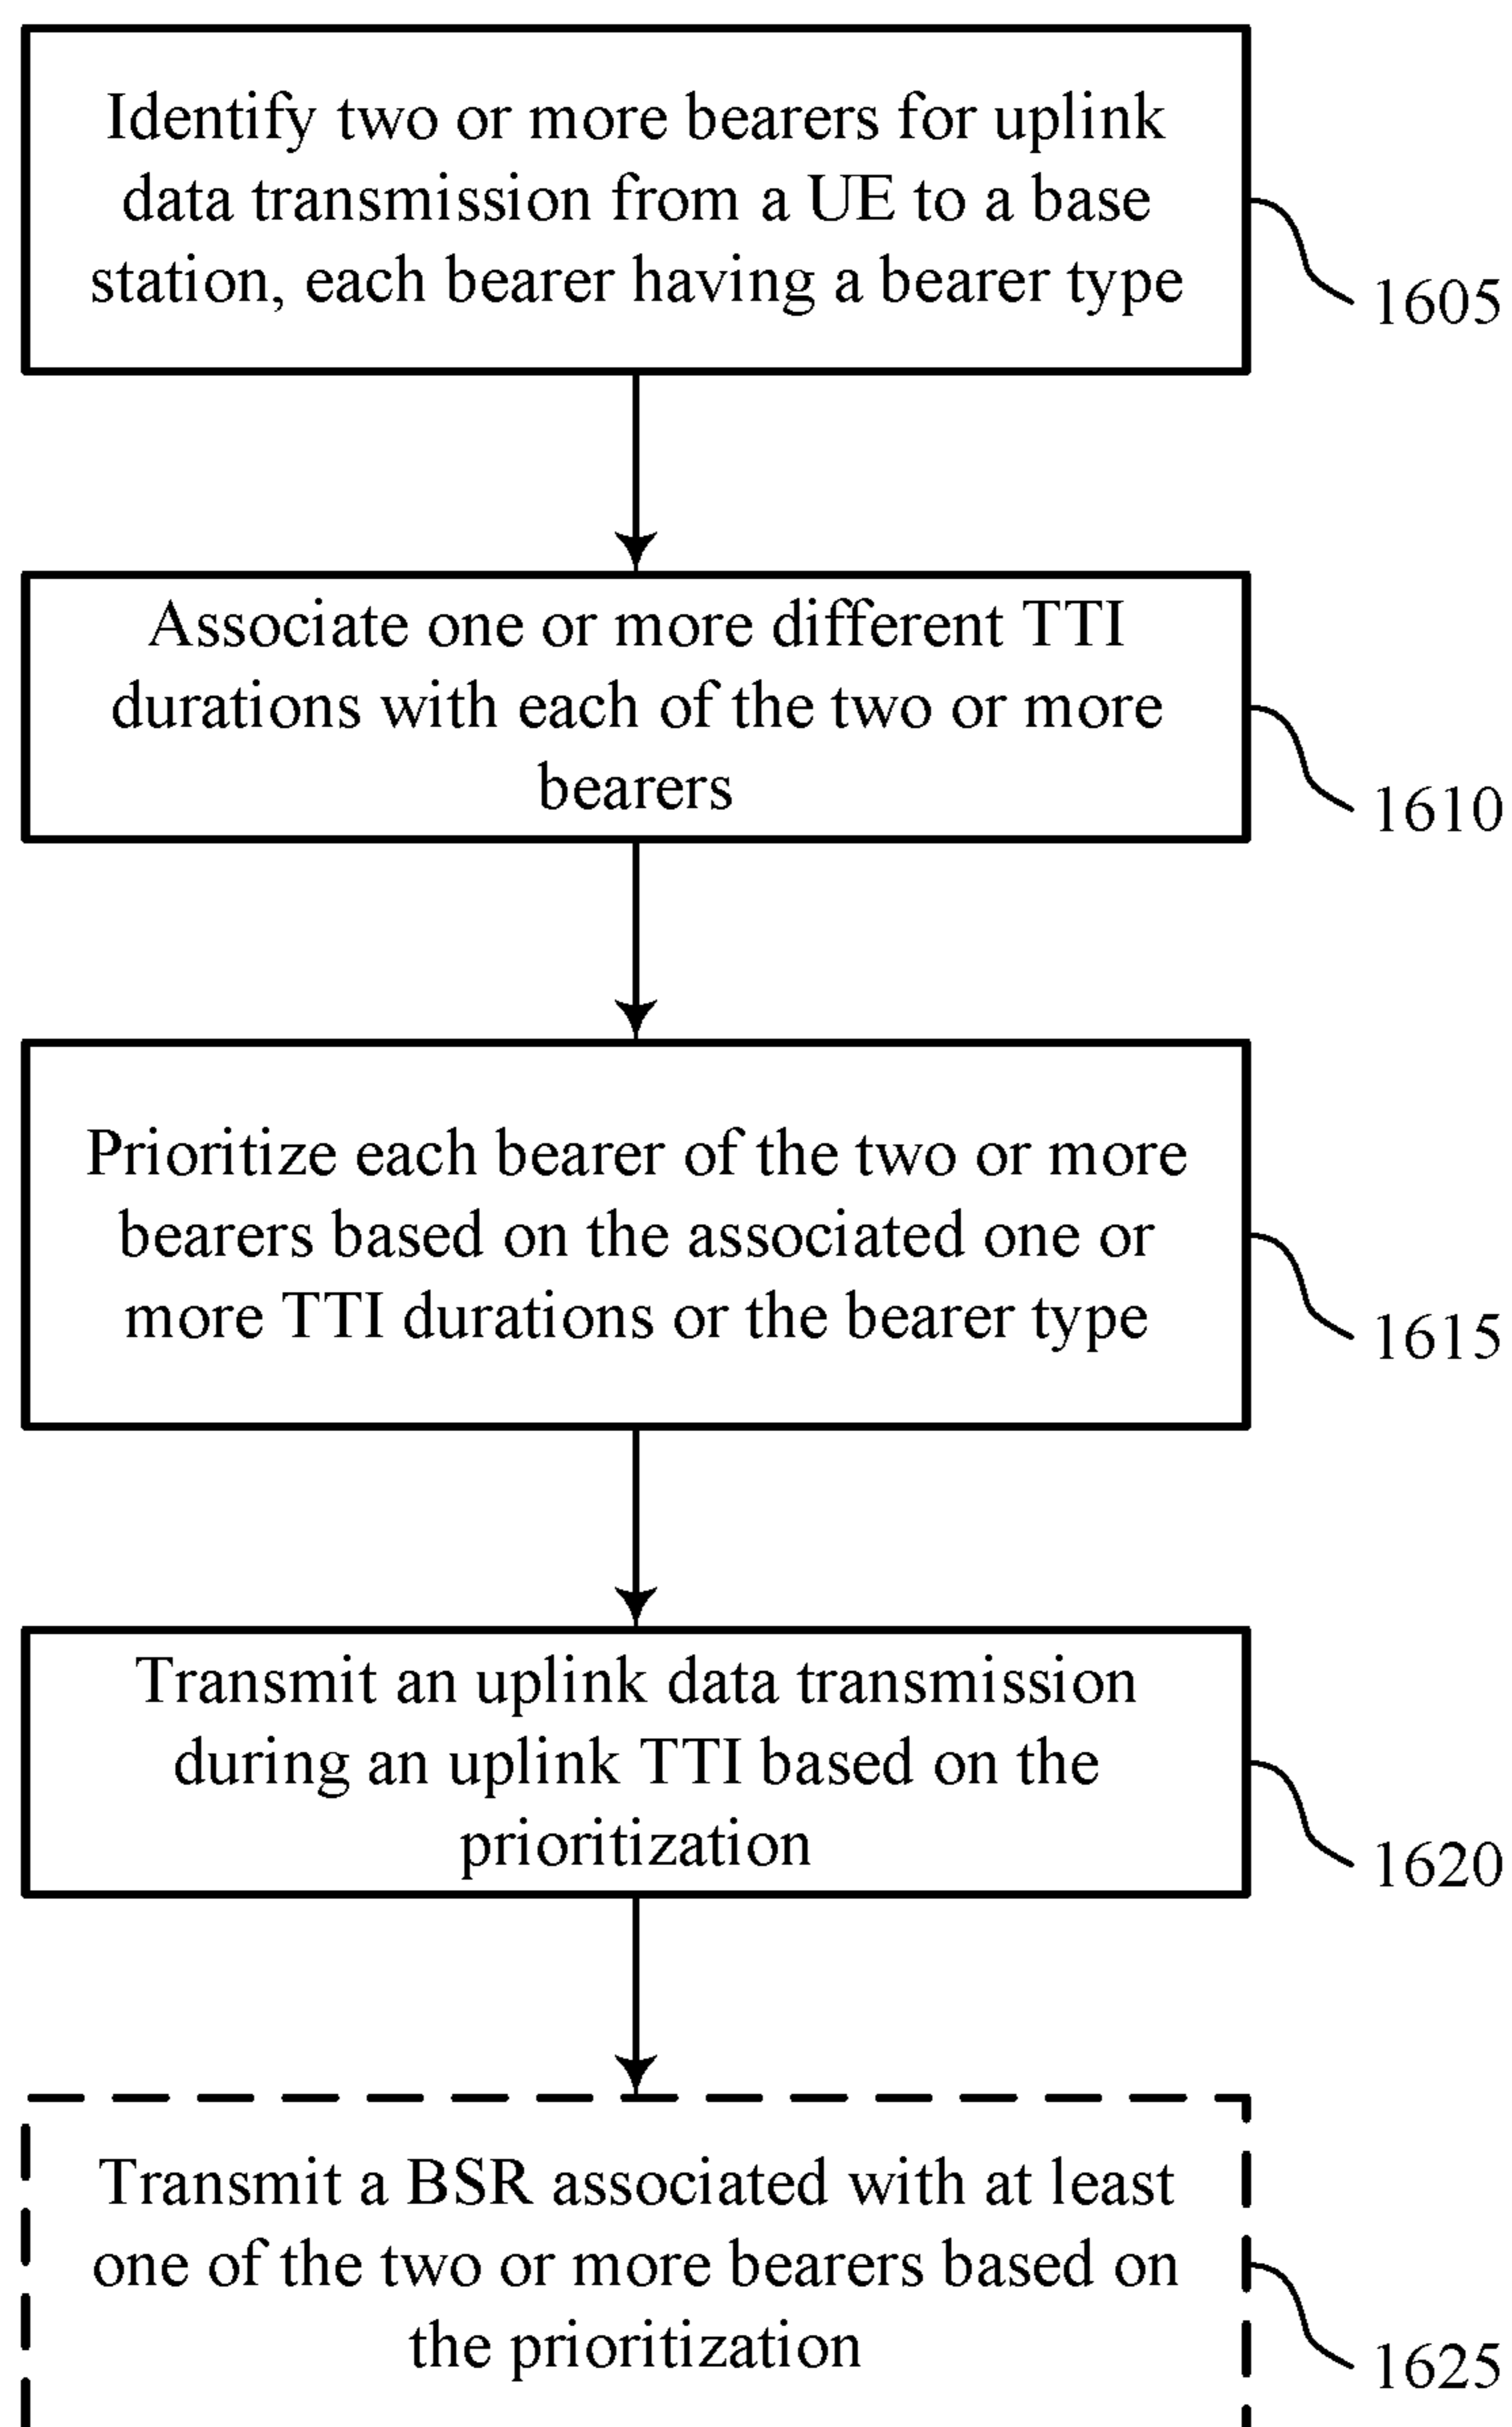 Identify two or more bearers for uplink
data transmission from a UE to a base
station, each bearer having a bearer type
1605
Associate one or more different TTI
durations with each of the two or more
bearers
1610
Prioritize each bearer of the two or more
bearers based on the associated one or
more TTI durations or the bearer type
1615
Transmit an uplink data transmission
during an uplink TTI based on the
prioritization
1620
Transmit a BSR associated with at least
one of the two or more bearers based on
the prioritization
1625